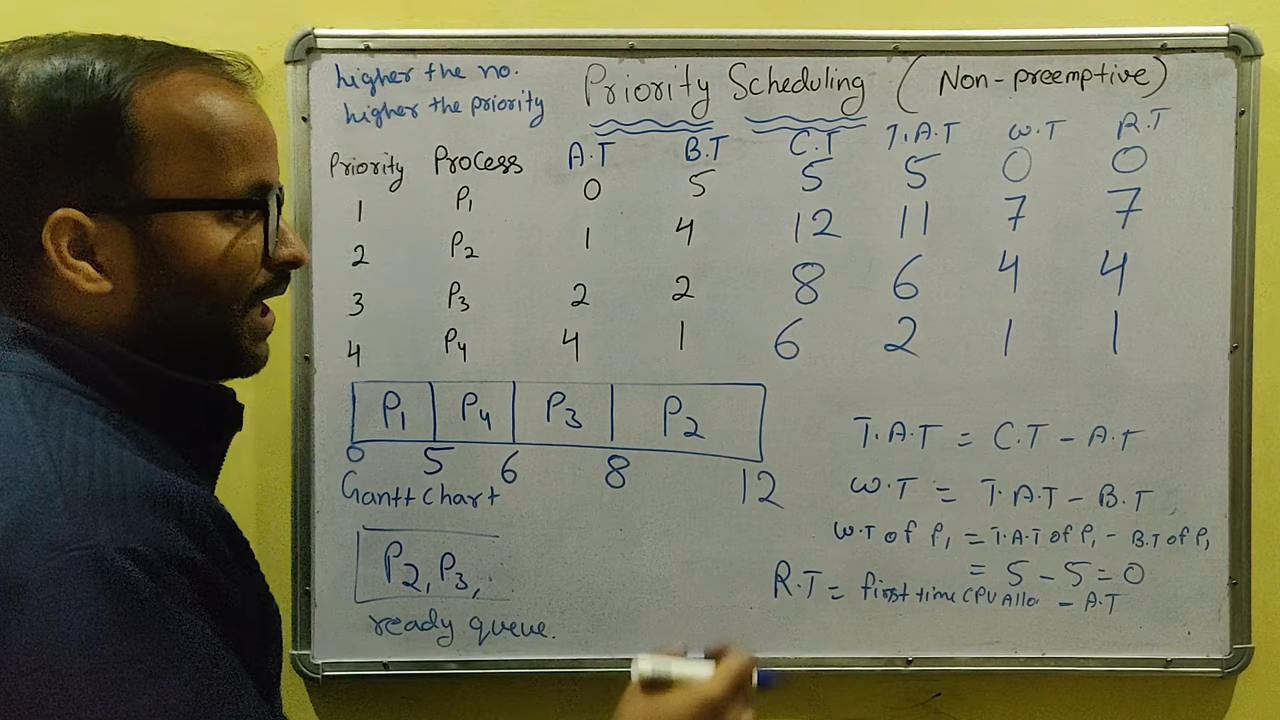 higher the no.
higher the priority
Priority Scheduling (Non-preemptive)
Priority Process A.T B.T C.T T.A.T W.T R.T
1 P1 0 5 5 5 0 0
2 P2 1 4 12 11 7 7
3 P3 2 2 8 6 4 4
4 P4 4 1 6 2 1 1
P1 P4 P3 P2
0 5 6 8 12
Gantt Chart
P2, P3,
ready queue.
T.A.T = C.T - A.T
W.T = T.A.T - B.T
W.T of P1 = T.A.T of P1 - B.T of P1
= 5 - 5 = 0
R.T = first time CPU Allo - A.T